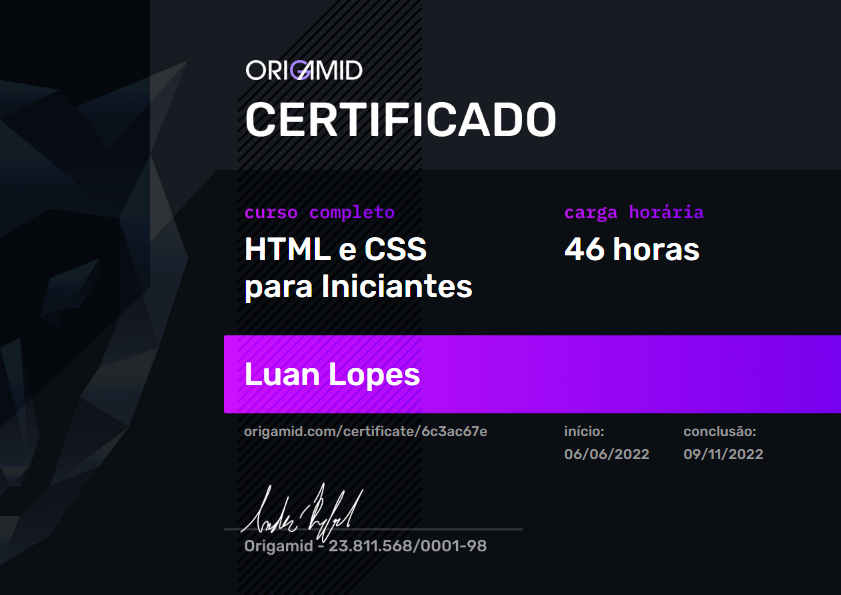 ORIGAMID
CERTIFICADO
curso completo
HTML e CSS
para Iniciantes
carga horária
46 horas
Luan Lopes
origamid.com/certificate/6c3ac67e
início:
06/06/2022
conclusão:
09/11/2022
Origamid - 23.811.568/0001-98